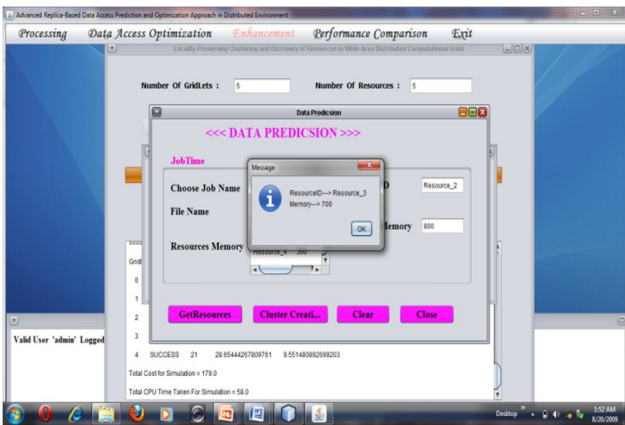 Advanced Replica-Based Data Access Prediction and Optimization Approach in Distributed Environment
Processing Data Access Optimization Enhancement Performance Comparison Exit
Locality-Preserving Clustering and Discovery of Resources in Wide-Area Distributed Computational Grids
Number Of GridLets : 5 Number Of Resources : 5
Data Predicsion
<<< DATA PREDICSION >>>
JobTime
Message
ResourceID---> Resource_3
Memory---> 700
OK
Choose Job Name
D Resource_2
File Name
Memory 800
Resources Memory
Resource_4 300
GetResources Cluster Creati... Clear Close
Gridl
0
1
2
3
4 SUCCESS 21 28.65444267809761 9.551480892699203
Total Cost for Simulation = 179.0
Total CPU Time Taken For Simulation = 58.0
Valid User 'admin' Logged
Desktop
3:52 AM
8/20/2009